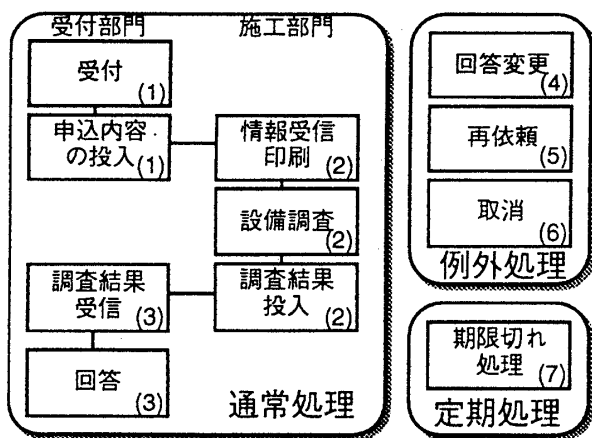 受付部門
施工部門
受付
(1)
申込内容
の投入(1)
情報受信
印刷
(2)
設備調査
(2)
調査結果
投入
(2)
調査結果
受信
(3)
回答
(3)
通常処理
回答変更
(4)
再依頼
(5)
取消
(6)
例外処理
期限切れ
処理
(7)
定期処理